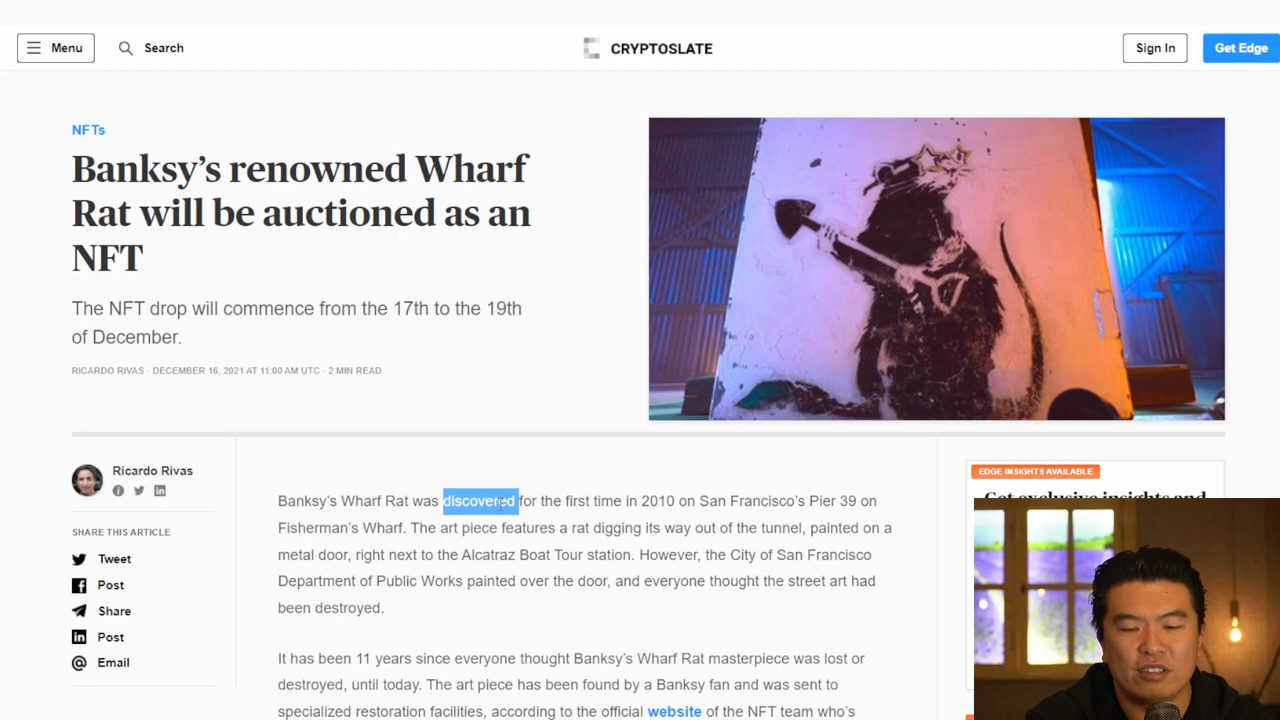 Menu
Search
CRYPTOSLATE
Sign In
Get Edge
NFTs
Banksy’s renowned Wharf
Rat will be auctioned as an
NFT
The NFT drop will commence from the 17th to the 19th
of December.
RICARDO RIVAS · DECEMBER 16, 2021 AT 11:00 AM UTC · 2 MIN READ
Ricardo Rivas
SHARE THIS ARTICLE
Tweet
Post
Share
Post
Email
Banksy’s Wharf Rat was discovered for the first time in 2010 on San Francisco’s Pier 39 on
Fisherman’s Wharf. The art piece features a rat digging its way out of the tunnel, painted on a
metal door, right next to the Alcatraz Boat Tour station. However, the City of San Francisco
Department of Public Works painted over the door, and everyone thought the street art had
been destroyed.
It has been 11 years since everyone thought Banksy’s Wharf Rat masterpiece was lost or
destroyed, until today. The art piece has been found by a Banksy fan and was sent to
specialized restoration facilities, according to the official website of the NFT team who’s
EDGE INSIGHTS AVAILABLE
Get exclusive insights and